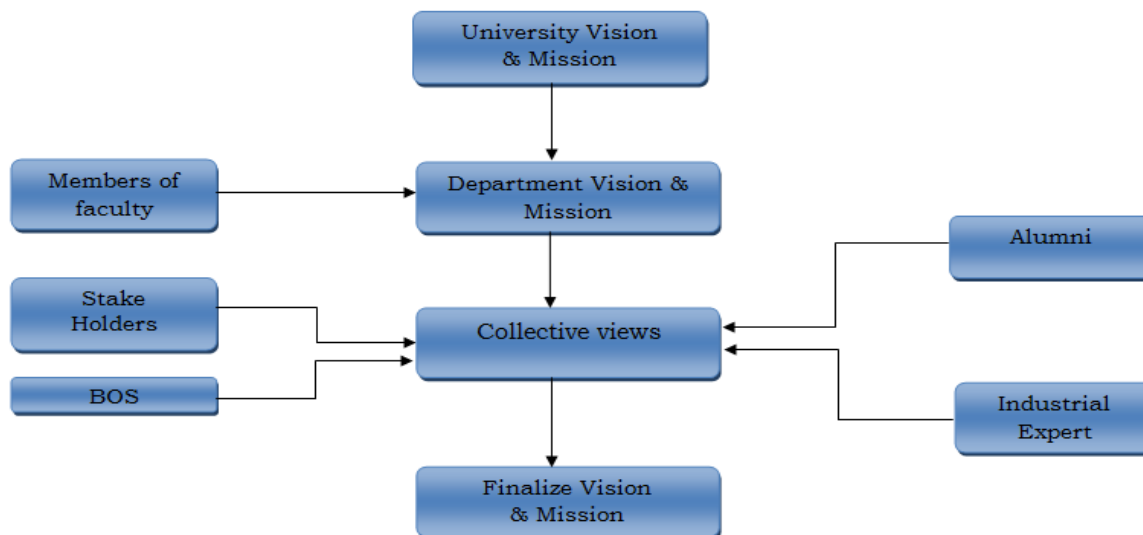 University Vision
& Mission
Members of
faculty
Department Vision &
Mission
Alumni
Stake
Holders
Collective views
BOS
Industrial
Expert
Finalize Vision
& Mission